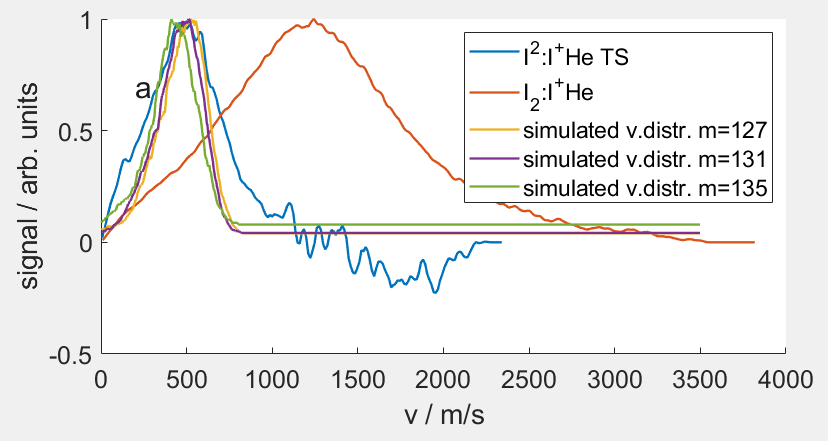 1
0.5
0
-0.5
signal / arb. units
a
I²:I⁺He TS
I₂:I⁺He
simulated v.distr. m=127
simulated v.distr. m=131
simulated v.distr. m=135
0 500 1000 1500 2000 2500 3000 3500 4000
v / m/s